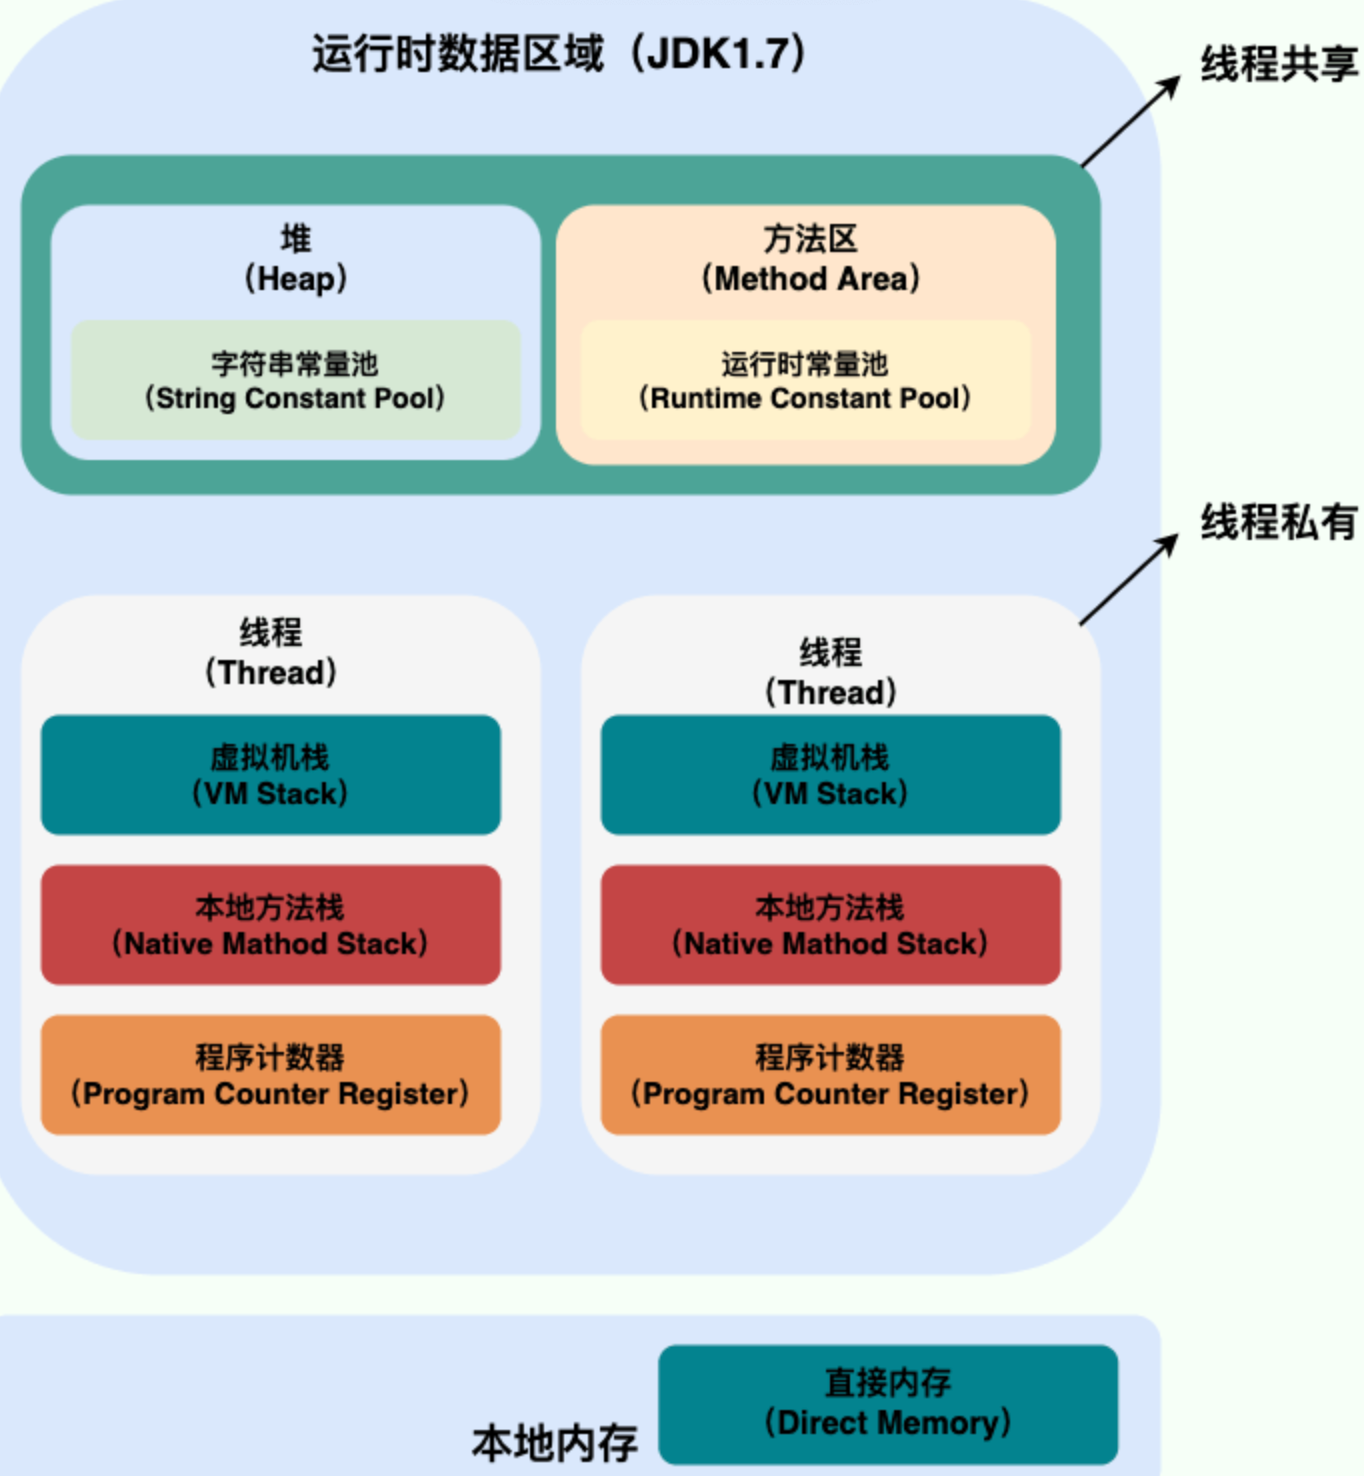 运行时数据区域（JDK1.7）
线程共享
堆
（Heap）
字符串常量池
（String Constant Pool）
方法区
（Method Area）
运行时常量池
（Runtime Constant Pool）
线程私有
线程
（Thread）
虚拟机栈
（VM Stack）
本地方法栈
（Native Mathod Stack）
程序计数器
（Program Counter Register）
线程
（Thread）
虚拟机栈
（VM Stack）
本地方法栈
（Native Mathod Stack）
程序计数器
（Program Counter Register）
本地内存
直接内存
（Direct Memory）